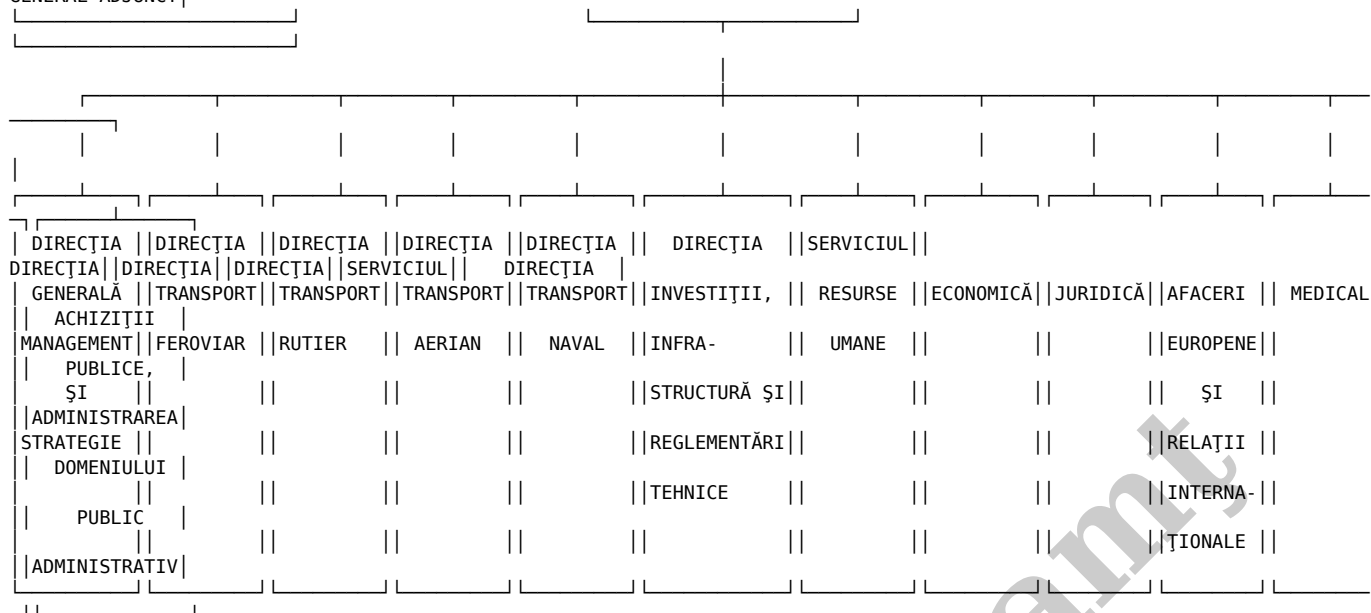 DIRECŢIA DIRECŢIA DIRECŢIA DIRECŢIA DIRECŢIA DIRECŢIA SERVICIUL
DIRECŢIA DIRECŢIA DIRECŢIA SERVICIUL DIRECŢIA
GENERALĂ TRANSPORT TRANSPORT TRANSPORT TRANSPORT INVESTIŢII, RESURSE ECONOMICĂ JURIDICĂ AFACERI MEDICAL
ACHIZIŢII
MANAGEMENT FEROVIAR RUTIER AERIAN NAVAL INFRA- UMANE EUROPENE
PUBLICE,
ŞI STRUCTURĂ ŞI ŞI
ADMINISTRAREA
STRATEGIE REGLEMENTĂRI RELAŢII
DOMENIULUI
TEHNICE INTERNA-
PUBLIC
ŢIONALE
ADMINISTRATIV